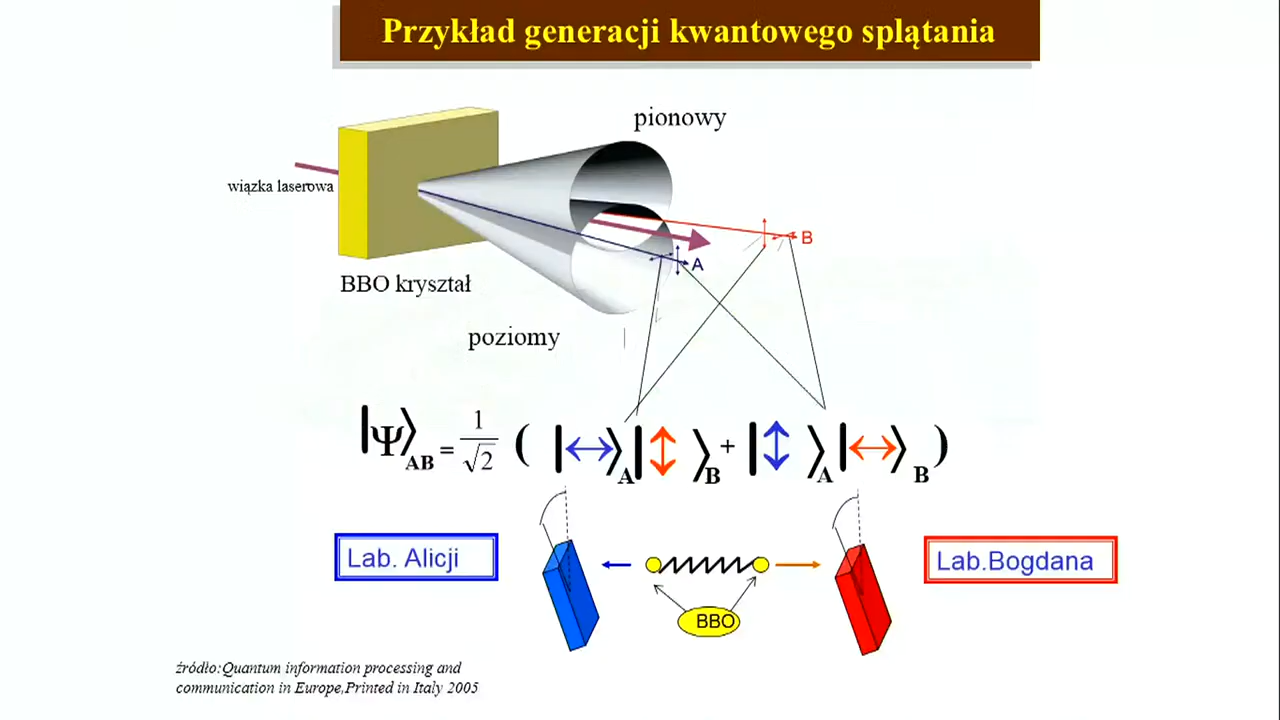 Przykład generacji kwantowego splątania
pionowy
wiązka laserowa
B
A
BBO kryształ
poziomy
|Ψ⟩AB = 1/√2 ( |↔⟩A|↕⟩B + |↕⟩A|↔⟩B )
Lab. Alicji
Lab.Bogdana
BBO
źródło:Quantum information processing and
communication in Europe,Printed in Italy 2005